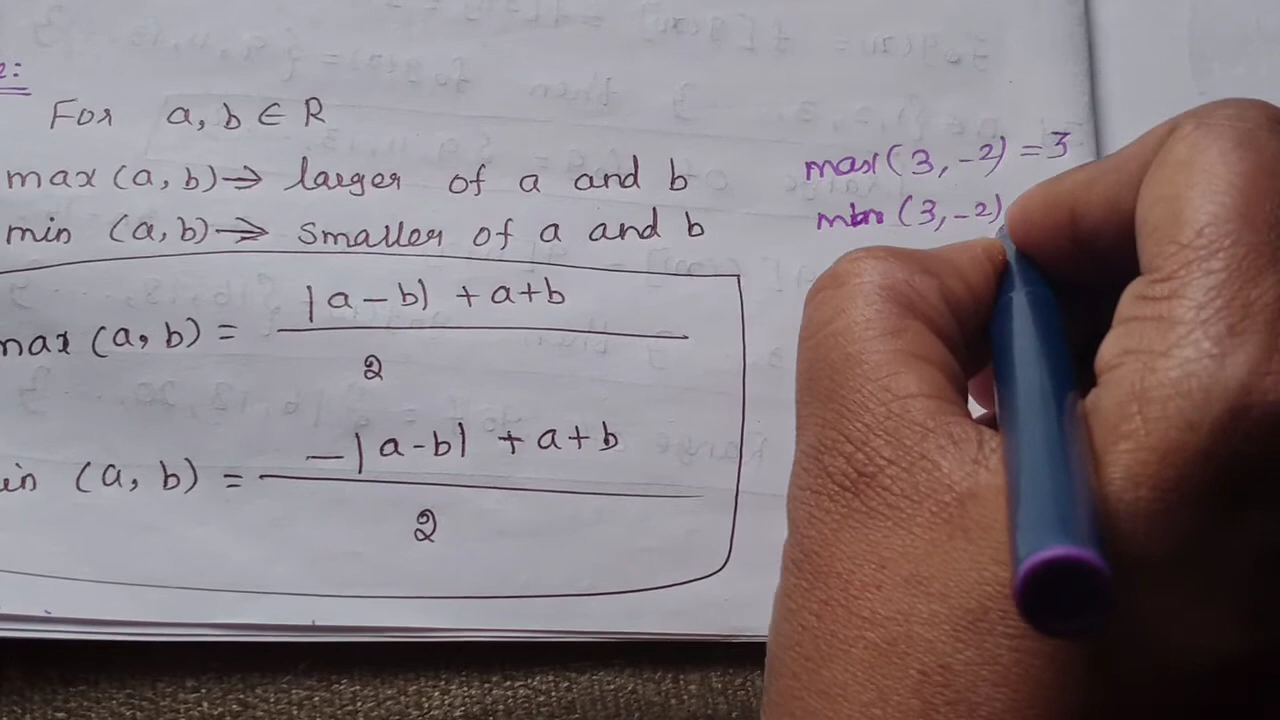 For a, b ∈ R
max (a, b) → larger of a and b
min (a, b) → smaller of a and b
max (a, b) = |a-b| + a+b / 2
in (a, b) = -|a-b| + a+b / 2
max (3, -2) = 3
min (3, -2)